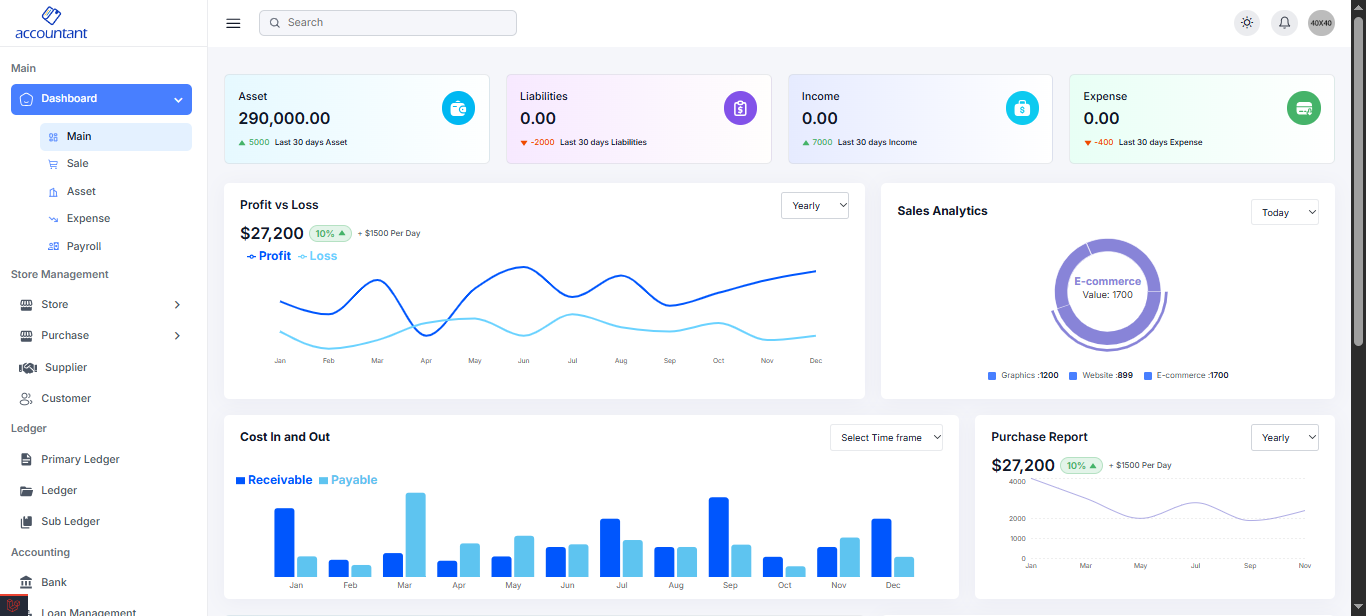 accountant
Search
40X40
Main
Dashboard
Main
Sale
Asset
Expense
Payroll
Store Management
Store
Purchase
Supplier
Customer
Ledger
Primary Ledger
Ledger
Sub Ledger
Accounting
Bank
Loan Management
Asset
290,000.00
5000 Last 30 days Asset
Liabilities
0.00
-2000 Last 30 days Liabilities
Income
0.00
7000 Last 30 days Income
Expense
0.00
-400 Last 30 days Expense
Profit vs Loss
Yearly
$27,200 10% + $1500 Per Day
Profit Loss
Jan Feb Mar Apr May Jun Jul Aug Sep Oct Nov Dec
Sales Analytics
Today
E-commerce
Value: 1700
Graphics :1200 Website :899 E-commerce :1700
Cost In and Out
Select Time frame
Receivable Payable
Jan Feb Mar Apr May Jun Jul Aug Sep Oct Nov Dec
Purchase Report
Yearly
$27,200 10% + $1500 Per Day
4000
2000
1000
0
Jan Mar May Jul Sep Nov